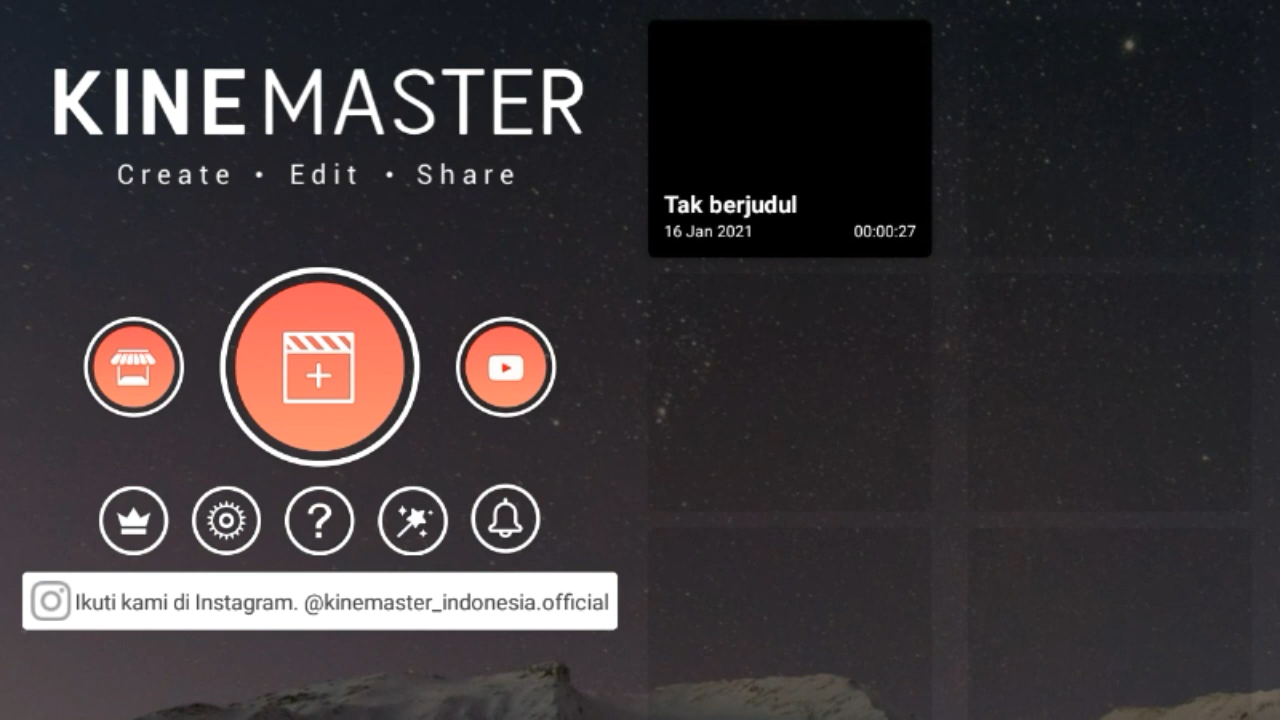 KINEMASTER
Create • Edit • Share
Tak berjudul
16 Jan 2021 00:00:27
?
Ikuti kami di Instagram. @kinemaster_indonesia.official